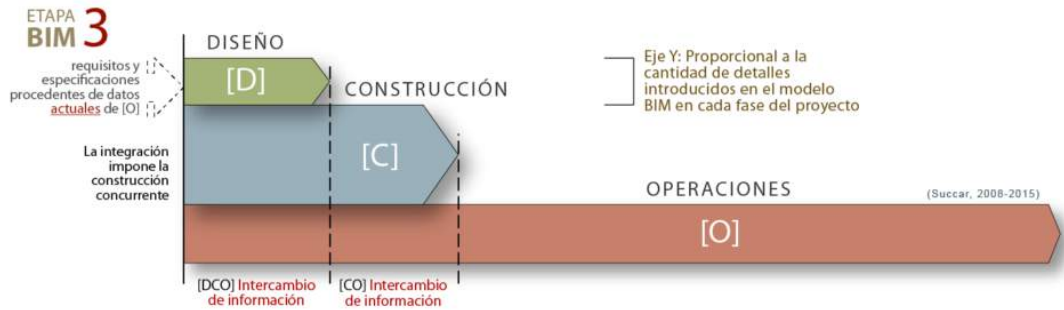 ETAPA
BIM 3
requisitos y
especificaciones
procedentes de datos
actuales de [O]
La integración
impone la
construcción
concurrente
DISEÑO
[D]
CONSTRUCCIÓN
[C]
Eje Y: Proporcional a la
cantidad de detalles
introducidos en el modelo
BIM en cada fase del proyecto
OPERACIONES
(Succar, 2008-2015)
[O]
[DCO] Intercambio
de información
[CO] Intercambio
de información